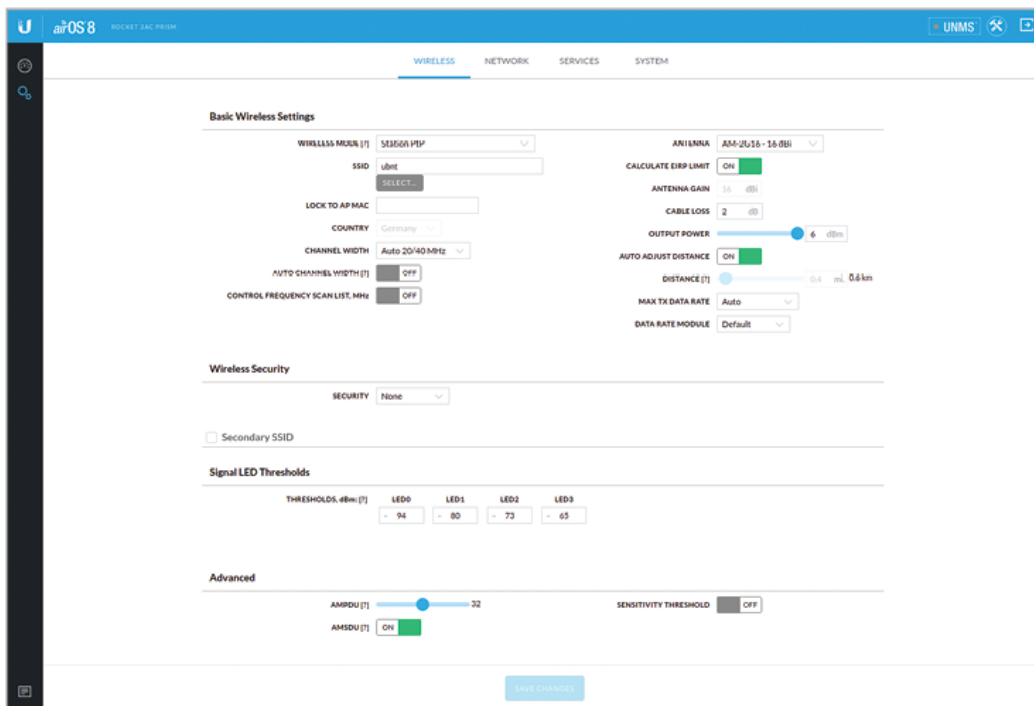 airOS 8 ROCKET 2AC PRISM UNMS
WIRELESS NETWORK SERVICES SYSTEM
Basic Wireless Settings
WIRELESS MODE [?] Station PtP
SSID ubnt
SELECT...
LOCK TO AP MAC
COUNTRY Germany
CHANNEL WIDTH Auto 20/40 MHz
AUTO CHANNEL WIDTH [?] OFF
CONTROL FREQUENCY SCAN LIST, MHz OFF
ANTENNA AM-2G16 - 16 dBi
CALCULATE EIRP LIMIT ON
ANTENNA GAIN 16 dBi
CABLE LOSS 2 dB
OUTPUT POWER 6 dBm
AUTO ADJUST DISTANCE ON
DISTANCE [?] 0.4 mi, 0.6 km
MAX TX DATA RATE Auto
DATA RATE MODULE Default
Wireless Security
SECURITY None
Secondary SSID
Signal LED Thresholds
THRESHOLDS, dBm: [?] LED0 LED1 LED2 LED3
- 94 - 80 - 73 - 65
Advanced
AMPDU [?] 32
AMSDU [?] ON
SENSITIVITY THRESHOLD OFF
SAVE CHANGES